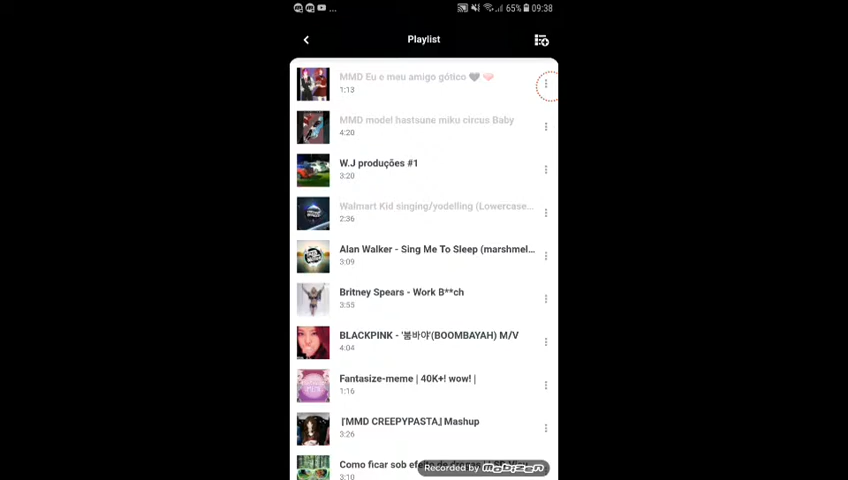 ... 65% 09:38
Playlist
MMD Eu e meu amigo gótico 🖤 💝
1:13
MMD model hastsune miku circus Baby
4:20
W.J produções #1
3:20
Walmart Kid singing/yodelling (Lowercase...
2:36
Alan Walker - Sing Me To Sleep (marshmel...
3:09
Britney Spears - Work B**ch
3:55
BLACKPINK - '붐바야'(BOOMBAYAH) M/V
4:04
Fantasize-meme | 40K+! wow! |
1:16
『MMD CREEPYPASTA』 Mashup
3:26
Como ficar sob efeito de
3:10
Recorded by mobizen